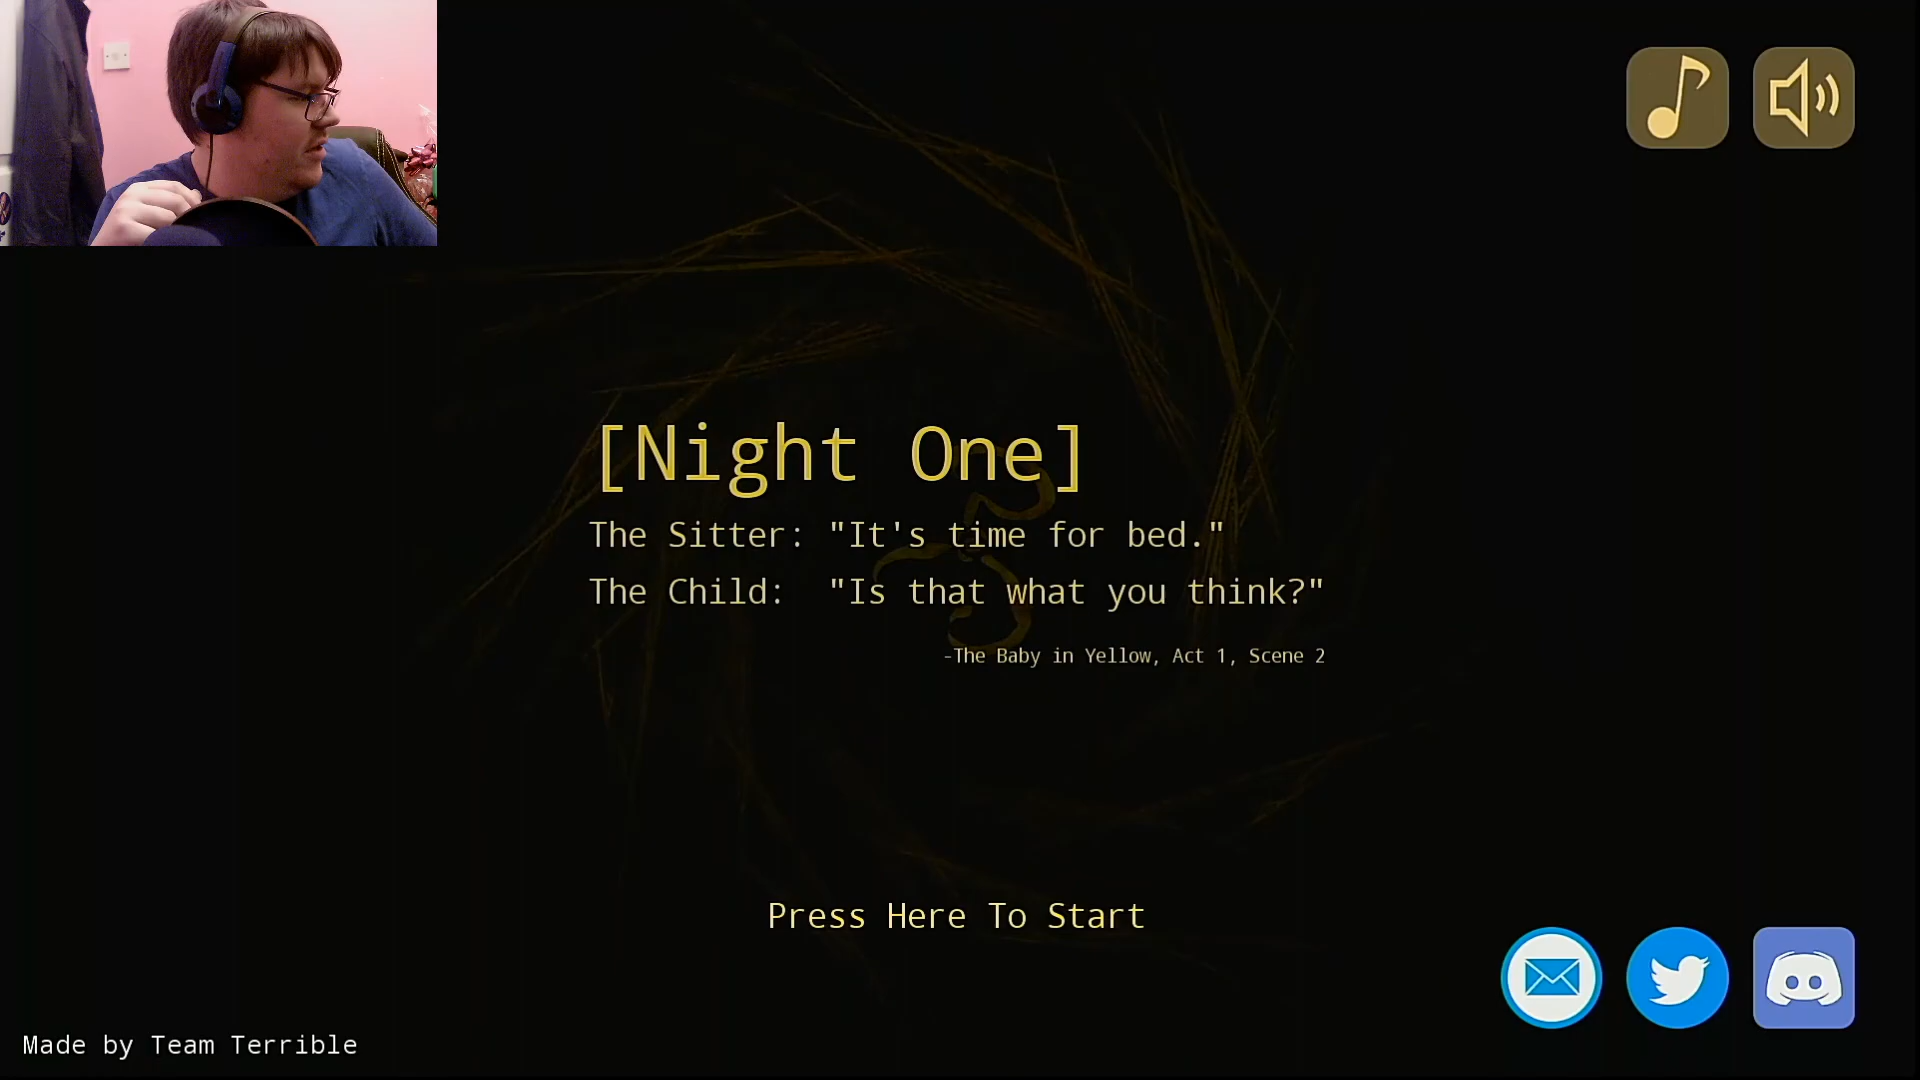 [Night One]
The Sitter: "It's time for bed."
The Child: "Is that what you think?"
-The Baby in Yellow, Act 1, Scene 2
Press Here To Start
Made by Team Terrible